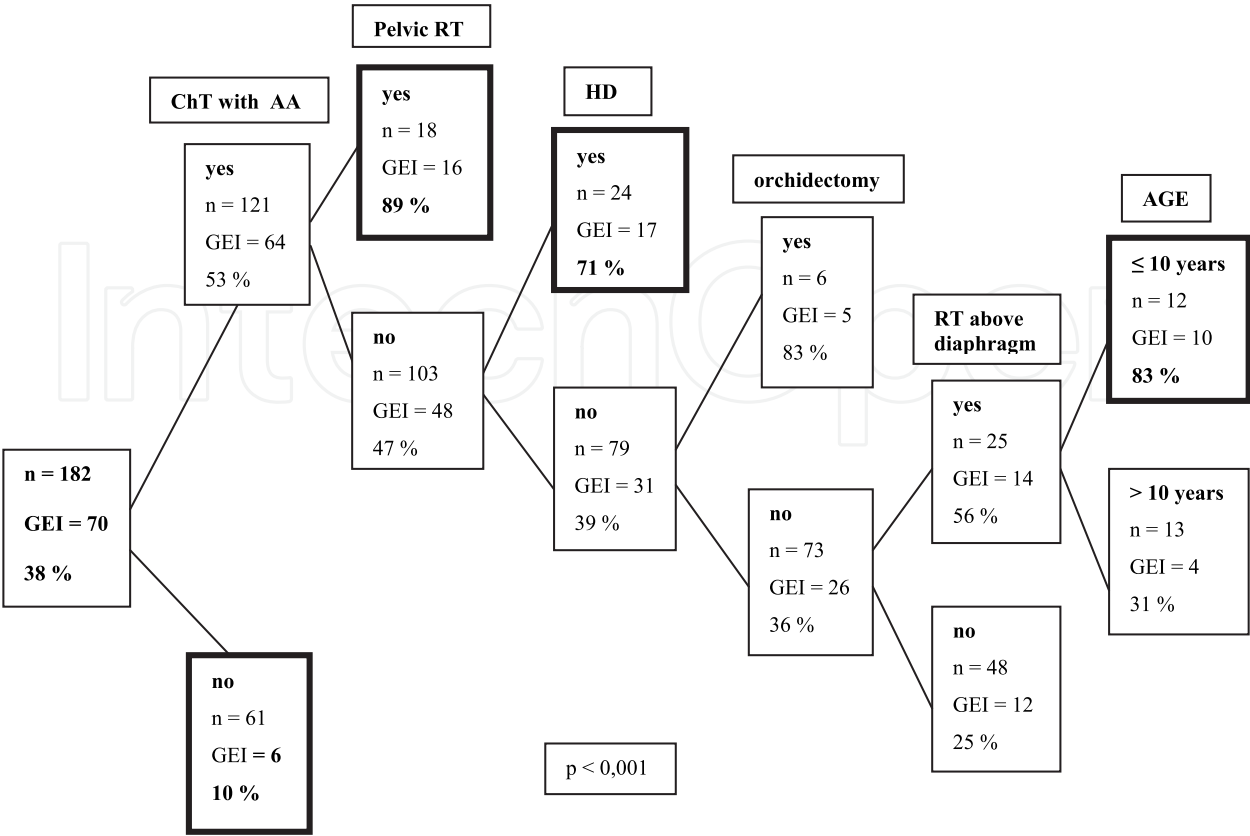 Pelvic RT
ChT with AA
HD
orchidectomy
AGE
RT above
diaphragm
n = 182
GEI = 70
38 %
yes
n = 121
GEI = 64
53 %
no
n = 61
GEI = 6
10 %
yes
n = 18
GEI = 16
89 %
no
n = 103
GEI = 48
47 %
yes
n = 24
GEI = 17
71 %
no
n = 79
GEI = 31
39 %
yes
n = 6
GEI = 5
83 %
no
n = 73
GEI = 26
36 %
yes
n = 25
GEI = 14
56 %
no
n = 48
GEI = 12
25 %
≤ 10 years
n = 12
GEI = 10
83 %
> 10 years
n = 13
GEI = 4
31 %
p < 0,001
IntechOpen